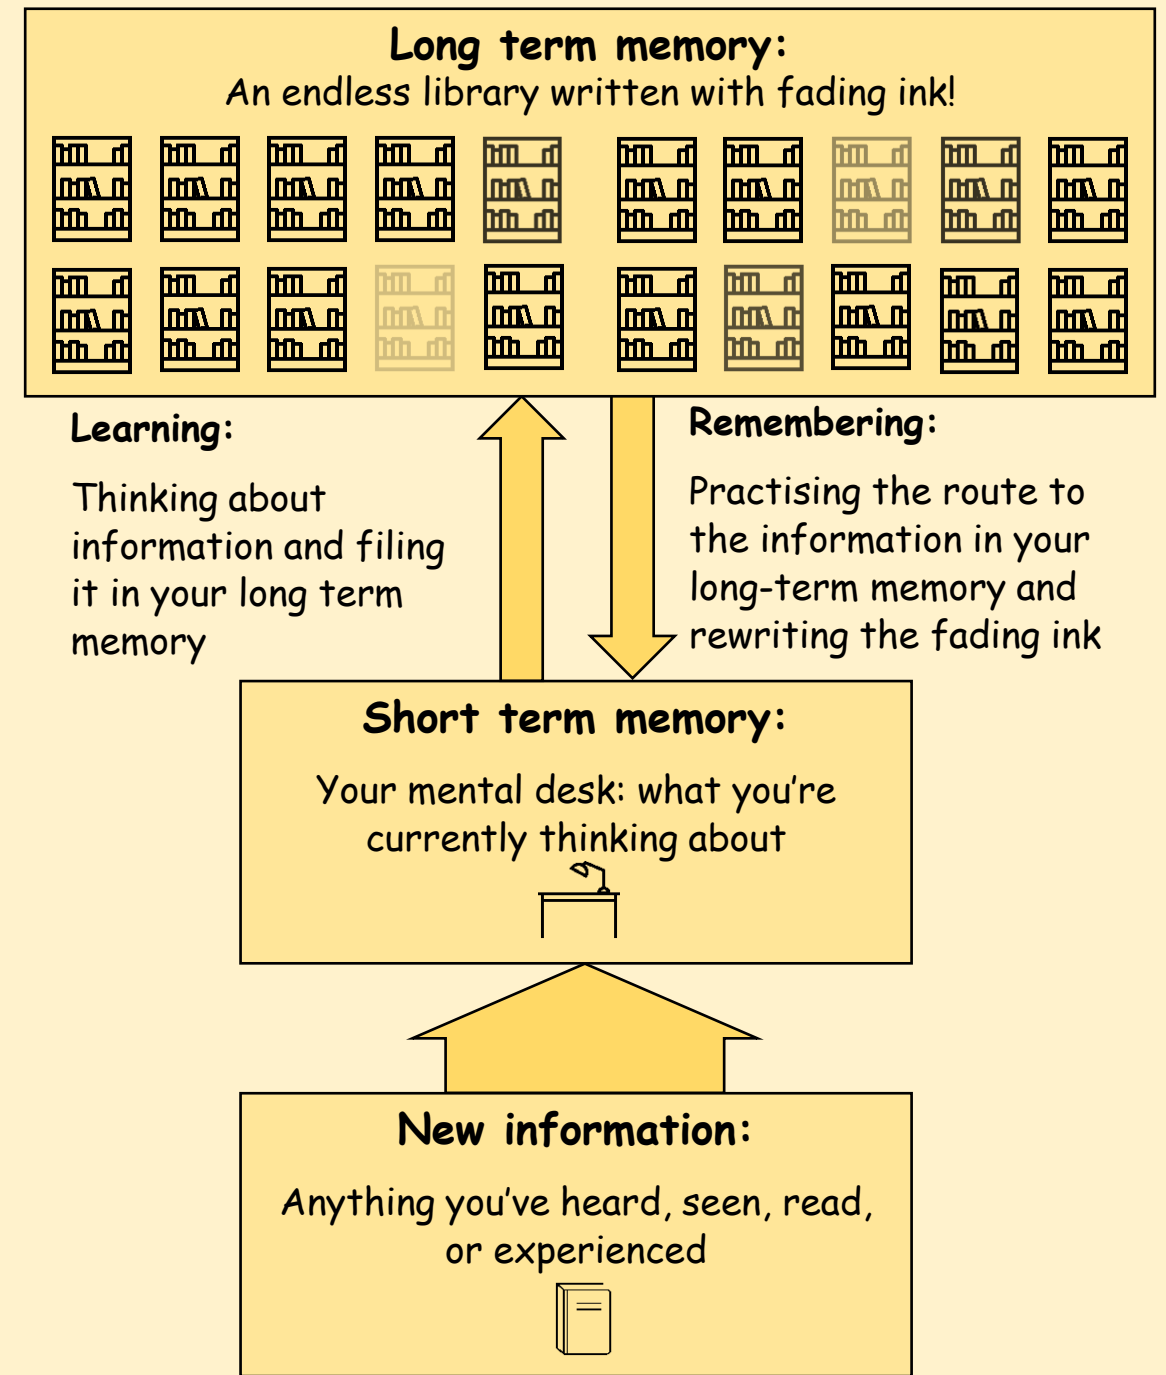 Long term memory:
An endless library written with fading ink!
Learning:
Thinking about
information and filing
it in your long term
memory
Remembering:
Practising the route to
the information in your
long-term memory and
rewriting the fading ink
Short term memory:
Your mental desk: what you're
currently thinking about
New information:
Anything you've heard, seen, read,
or experienced